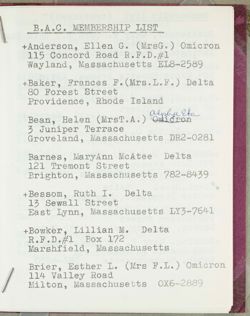 B.A.C. MEMBERSHIP LIST
+Anderson, Ellen G. (MrsG.) Omicron
115 Concord Road R.F.D.#1
Wayland, Massachusetts EL8-2589
+Baker, Frances F.(Mrs.L.F.) Delta
80 Forest Street
Providence, Rhode Island
Alpha Eta
Bean, Helen (MrsT.A.) Omicron
3 Juniper Terrace
Groveland, Massachusetts DR2-0281
Barnes, MaryAnn McAtee Delta
121 Tremont Street
Brighton, Massachusetts 782-8439
+Bessom, Ruth I. Delta
13 Sewall Street
East Lynn, Massachusetts LY3-7641
+Bowker, Lillian M. Delta
R.F.D.#1 Box 172
Marshfield, Massachusetts
Brier, Esther L. (Mrs F.L.) Omicron
114 Valley Road
Milton, Massachusetts OX6-2889